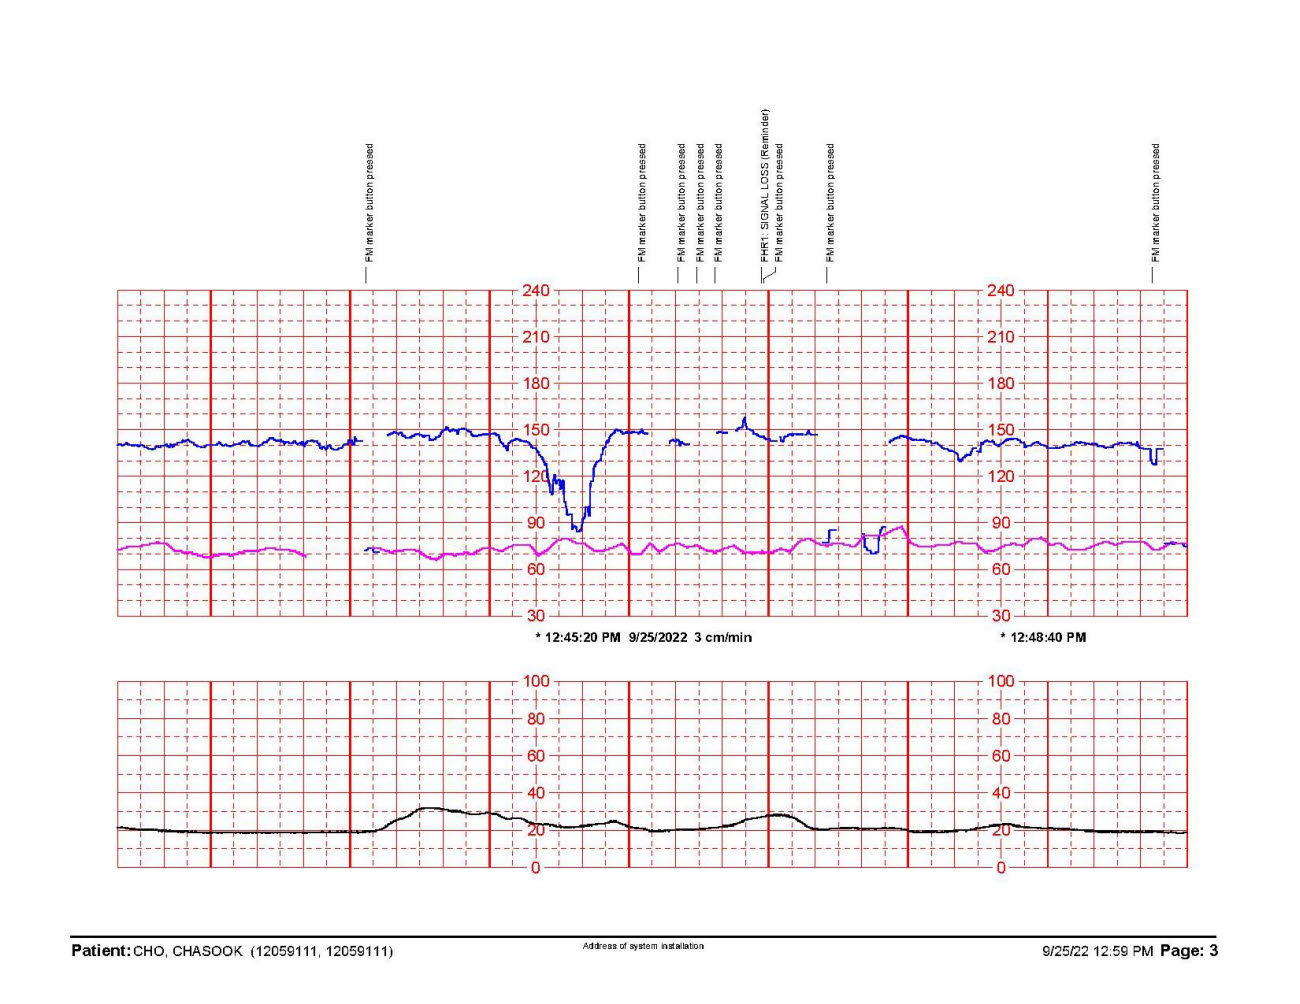 FM marker button pressed
FM marker button pressed
FM marker button pressed
FM marker button pressed
FM marker button pressed
FHR1: SIGNAL LOSS (Reminder)
FM marker button pressed
FM marker button pressed
FM marker button pressed
240 240
210 210
180 180
150 150
120 120
90 90
60 60
30 30
* 12:45:20 PM 9/25/2022 3 cm/min * 12:48:40 PM
100 100
80 80
60 60
40 40
20 20
0 0
Patient: CHO, CHASOOK (12059111, 12059111) Address of system installation 9/25/22 12:59 PM Page: 3